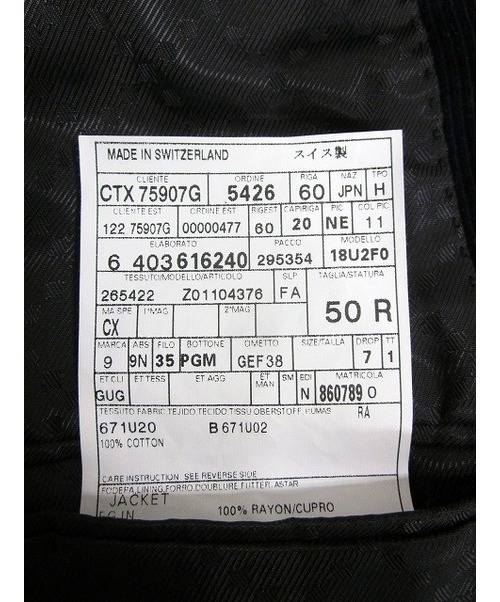 MADE IN SWITZERLAND スイス製
CLIENTE ORDINE RIGA NAZ TPO
CTX 75907G 5426 60 JPN H
CLIENTE EST ORDINE EST RIGEST CAP.RIGA PIC COL PIC
122 75907G 00000477 60 20 NE 11
ELABORATO PACCO MODELLO
6 403616240 295354 18U2F0
TESSUTO/MODELLO/ARTICOLO SLP TAGLIA/STATURA
265422 Z01104376 FA 50 R
MA SPE 1°MAG 2°MAG
CX
MARCA ABS FILO BOTTONE OMETTO SIZE/TALLA DROP TT
9 9N 35 PGM GEF38 7 1
ET CLI ET TESS ET AGG ET MAN SM EDI MATRICOLA
GUG N 860789 O
TESSUTO FABRIC TEJIDO TECIDO TISSU OBERSTOFF KUMAS RA
671U20 B 671U02
100% COTTON
CARE INSTRUCTION SEE REVERSE SIDE
FODERA LINING FORRO DOUBLURE FUTTER ASTAR
JACKET 100% RAYON/CUPRO